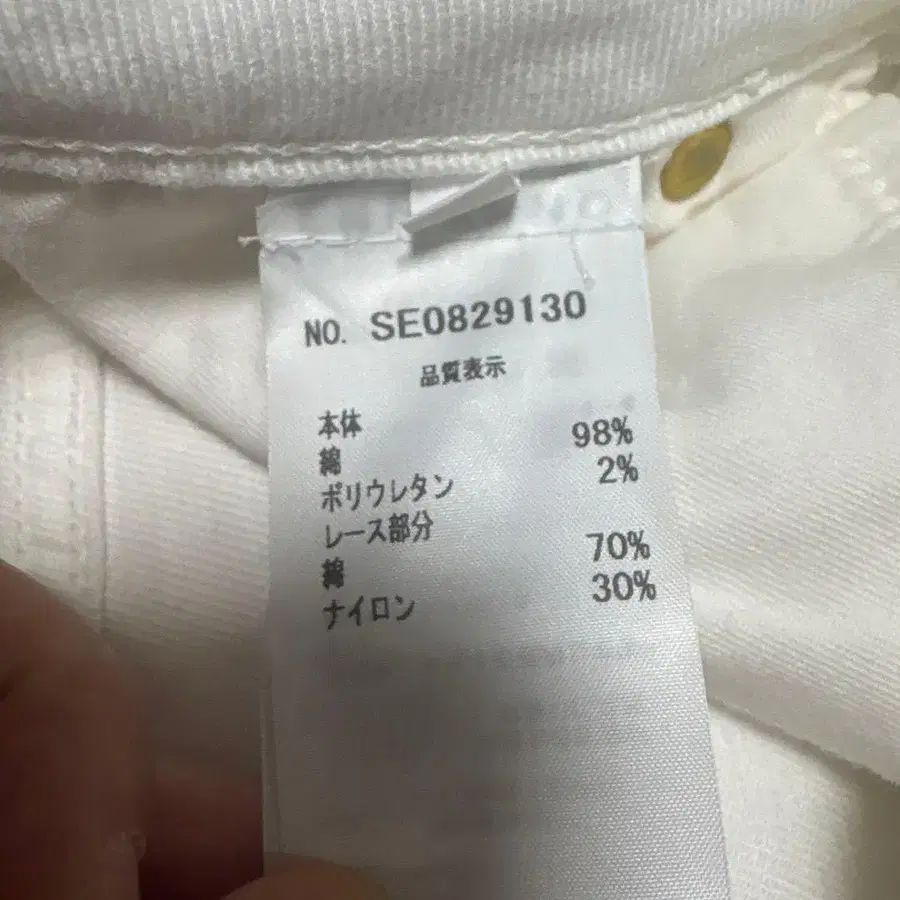 NO. SE0829130
品質表示
本体
綿 98%
ポリウレタン 2%
レース部分
綿 70%
ナイロン 30%